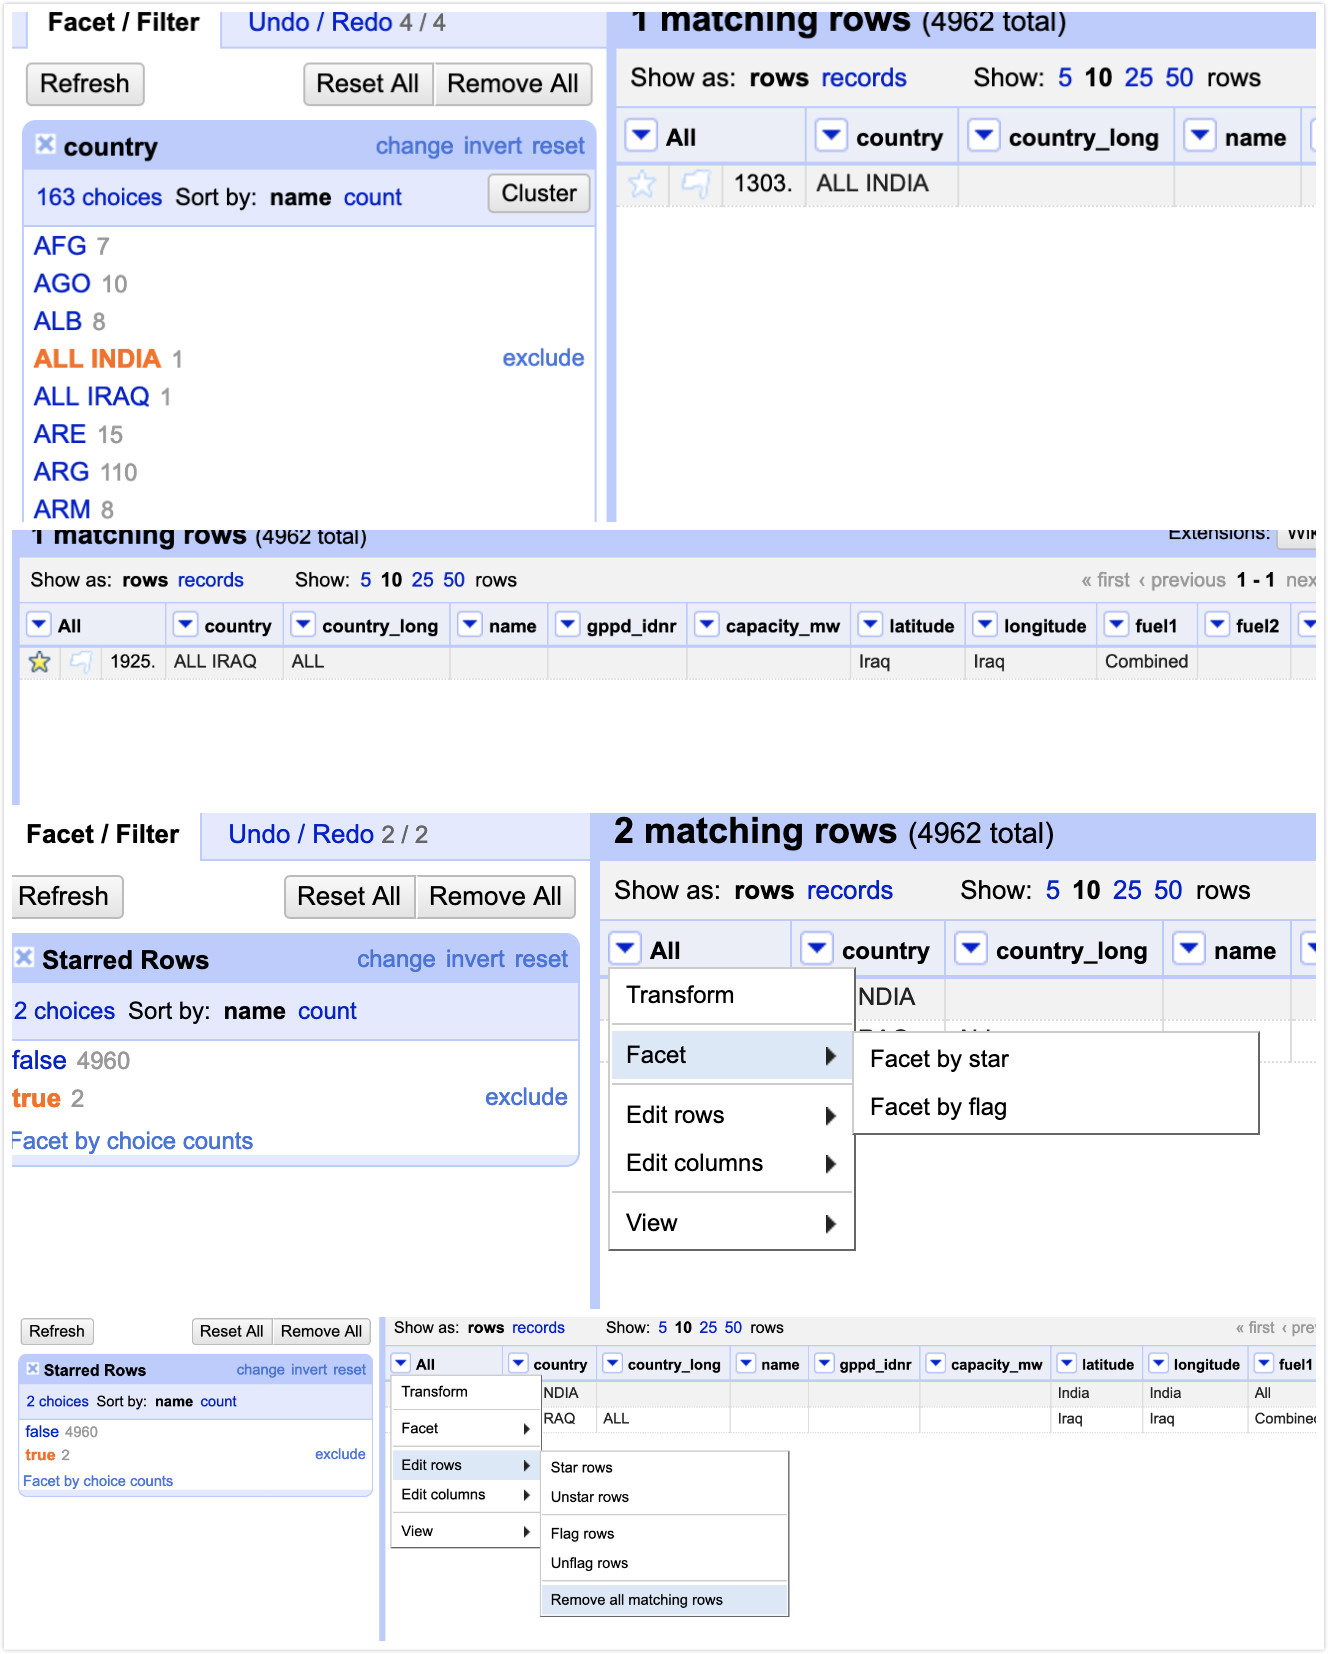 Facet / Filter Undo / Redo 4 / 4 1 matching rows (4962 total)
Refresh Reset All Remove All Show as: rows records Show: 5 10 25 50 rows
country change invert reset All country country_long name
163 choices Sort by: name count Cluster 1303. ALL INDIA
AFG 7
AGO 10
ALB 8
ALL INDIA 1 exclude
ALL IRAQ 1
ARE 15
ARG 110
ARM 8
1 matching rows (4962 total) Extensions: Wik
Show as: rows records Show: 5 10 25 50 rows « first ‹ previous 1 - 1 nex
All country country_long name gppd_idnr capacity_mw latitude longitude fuel1 fuel2
1925. ALL IRAQ ALL Iraq Iraq Combined
Facet / Filter Undo / Redo 2 / 2 2 matching rows (4962 total)
Refresh Reset All Remove All Show as: rows records Show: 5 10 25 50 rows
Starred Rows change invert reset All country country_long name
2 choices Sort by: name count Transform NDIA
false 4960 Facet Facet by star
true 2 exclude Edit rows Facet by flag
Facet by choice counts Edit columns
View
Refresh Reset All Remove All Show as: rows records Show: 5 10 25 50 rows « first ‹ pre
Starred Rows change invert reset All country country_long name gppd_idnr capacity_mw latitude longitude fuel1
2 choices Sort by: name count Transform NDIA India India All
false 4960 Facet RAQ ALL Iraq Iraq Combine
true 2 exclude Edit rows Star rows
Facet by choice counts Edit columns Unstar rows
View Flag rows
Unflag rows
Remove all matching rows